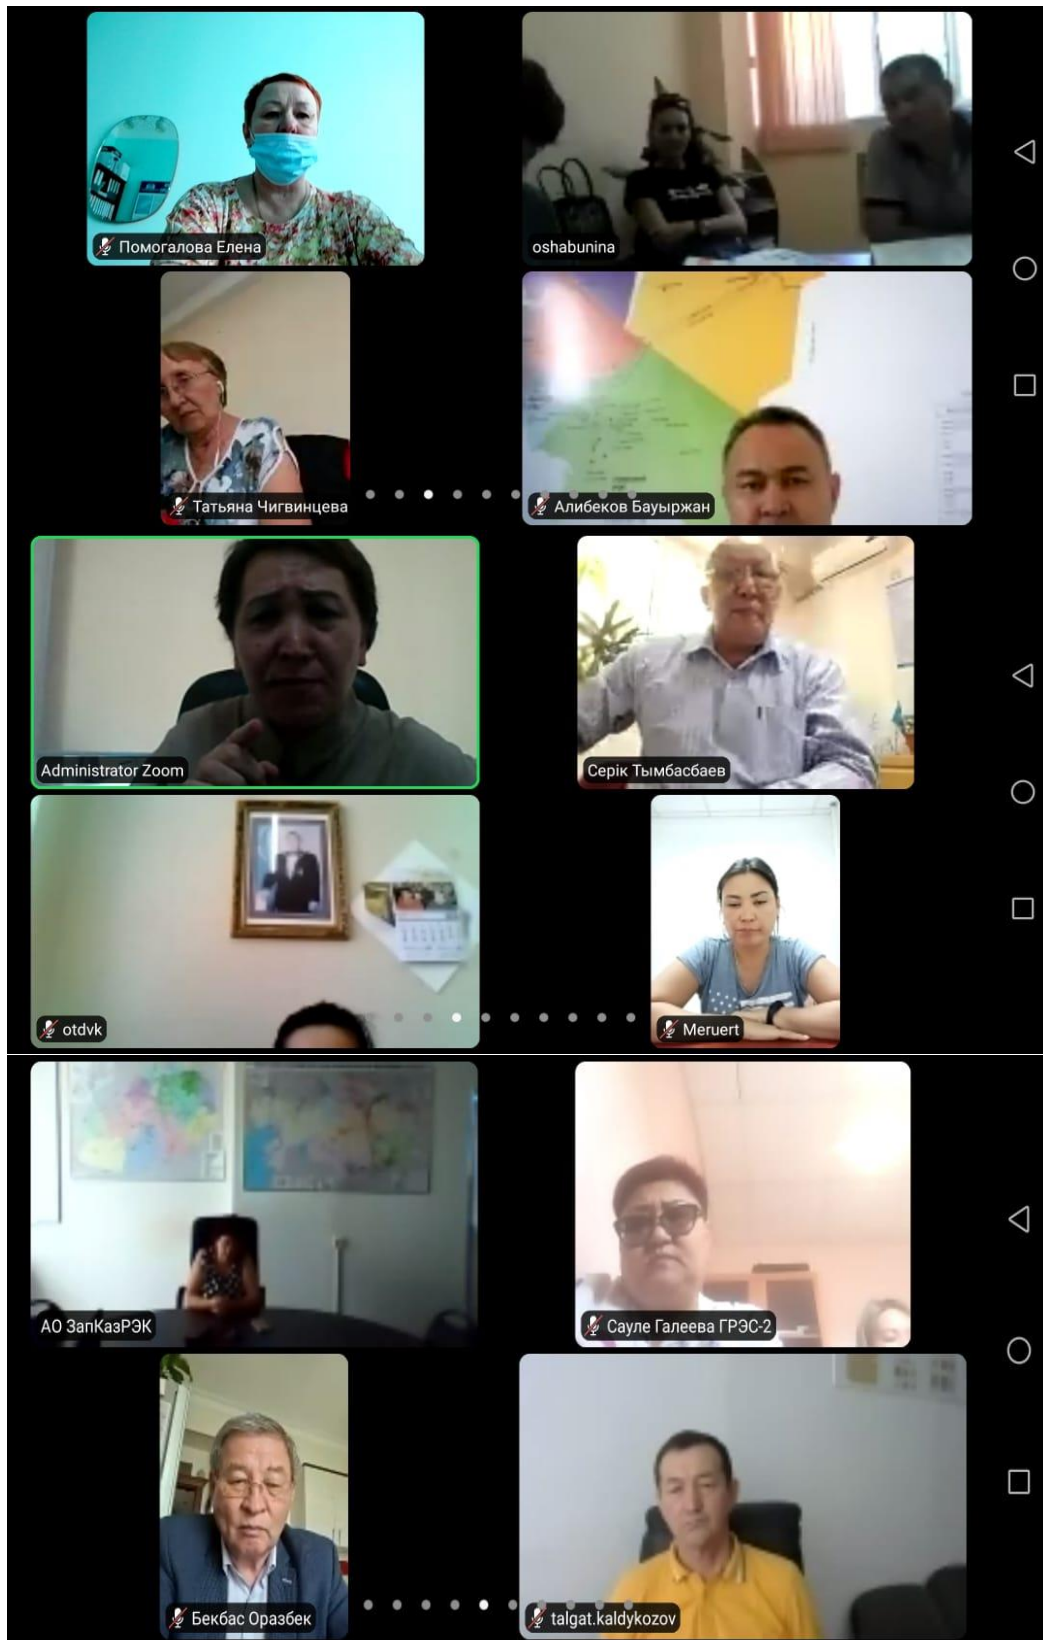 Помогалова Елена
oshabunina
Татьяна Чигвинцева
Алибеков Бауыржан
Administrator Zoom
Серік Тымбасбаев
otdvk
Meruert
АО ЗапКазРЭК
Сауле Галеева ГРЭС-2
Бекбас Оразбек
talgat.kaldykozov